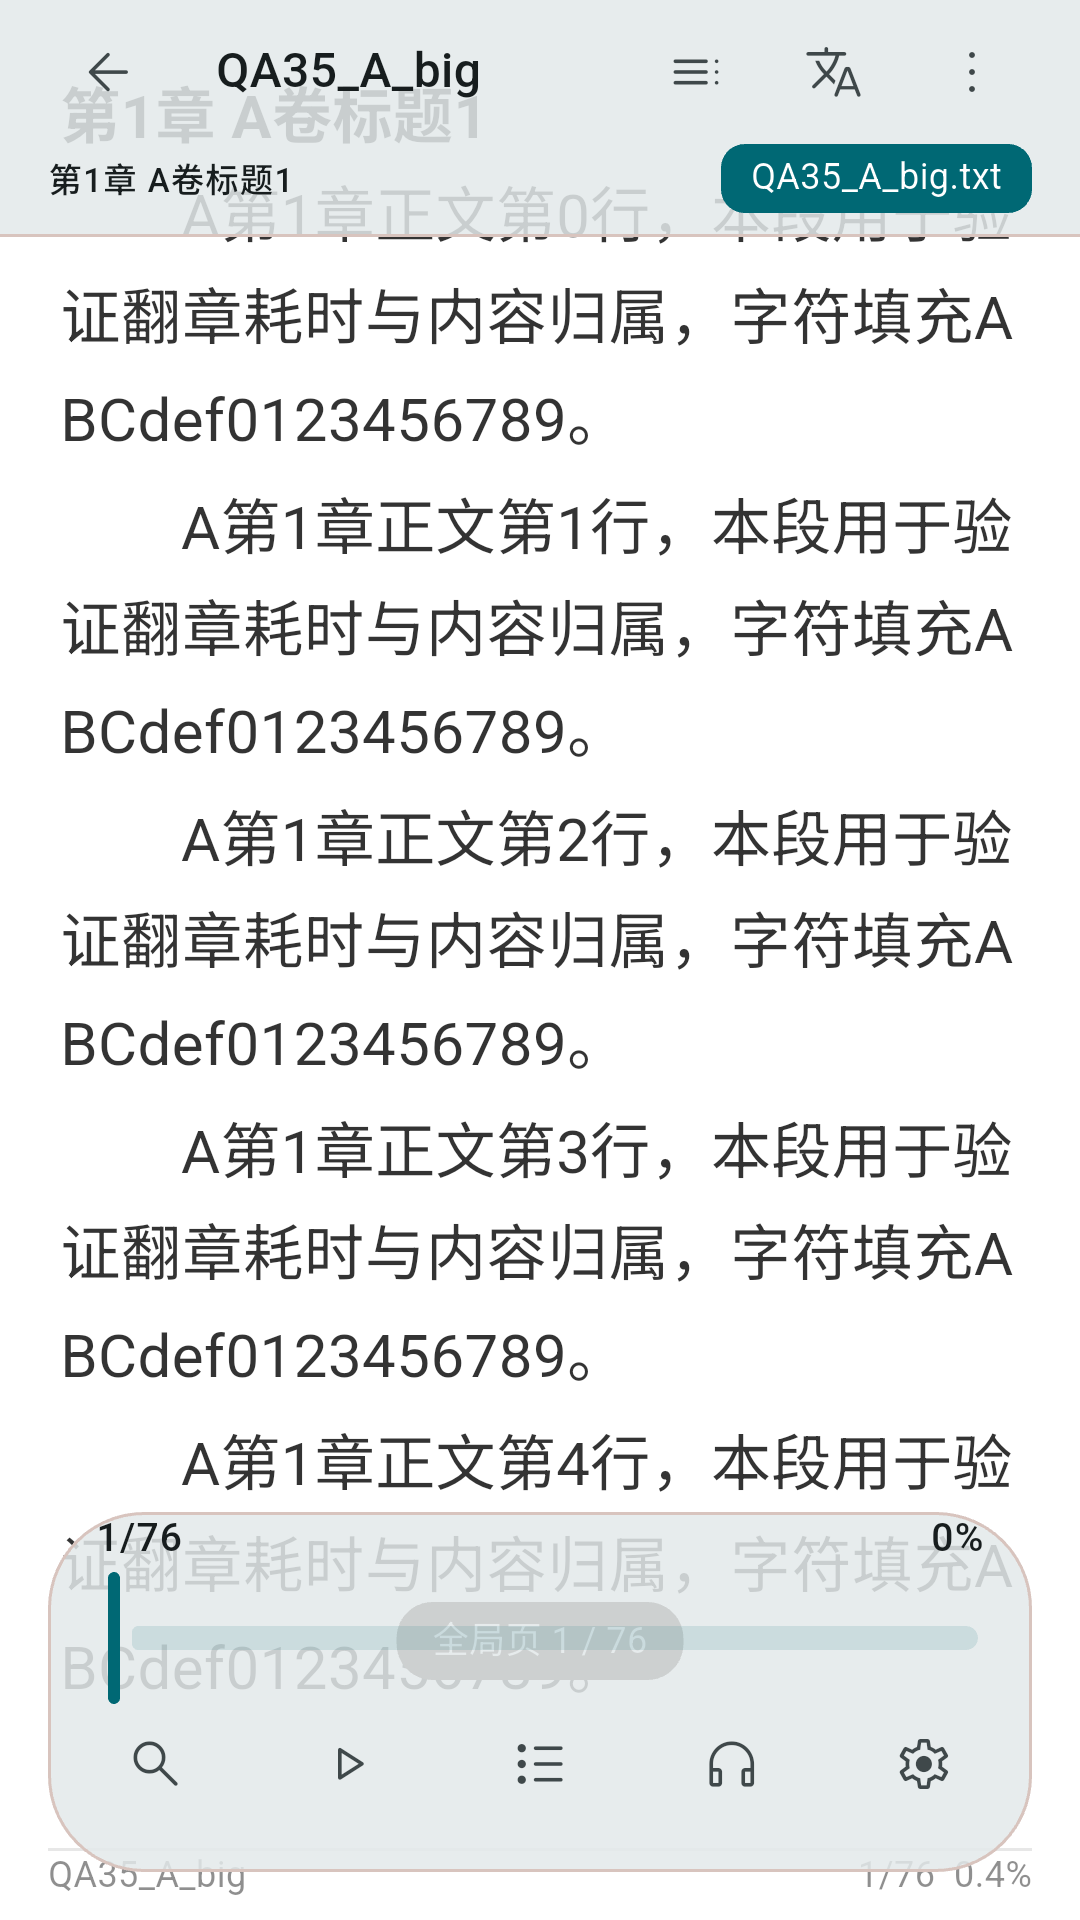 QA35_A_big
第1章 A卷标题1
第1章 A卷标题1
QA35_A_big.txt
A第1章正文第0行，本段用于验
证翻章耗时与内容归属，字符填充A
BCdef0123456789。
A第1章正文第1行，本段用于验
证翻章耗时与内容归属，字符填充A
BCdef0123456789。
A第1章正文第2行，本段用于验
证翻章耗时与内容归属，字符填充A
BCdef0123456789。
A第1章正文第3行，本段用于验
证翻章耗时与内容归属，字符填充A
BCdef0123456789。
A第1章正文第4行，本段用于验
1/76
0%
证翻章耗时与内容归属，字符填充A
全局页 1 / 76
BCdef0123456789。
QA35_A_big
1/76 0.4%